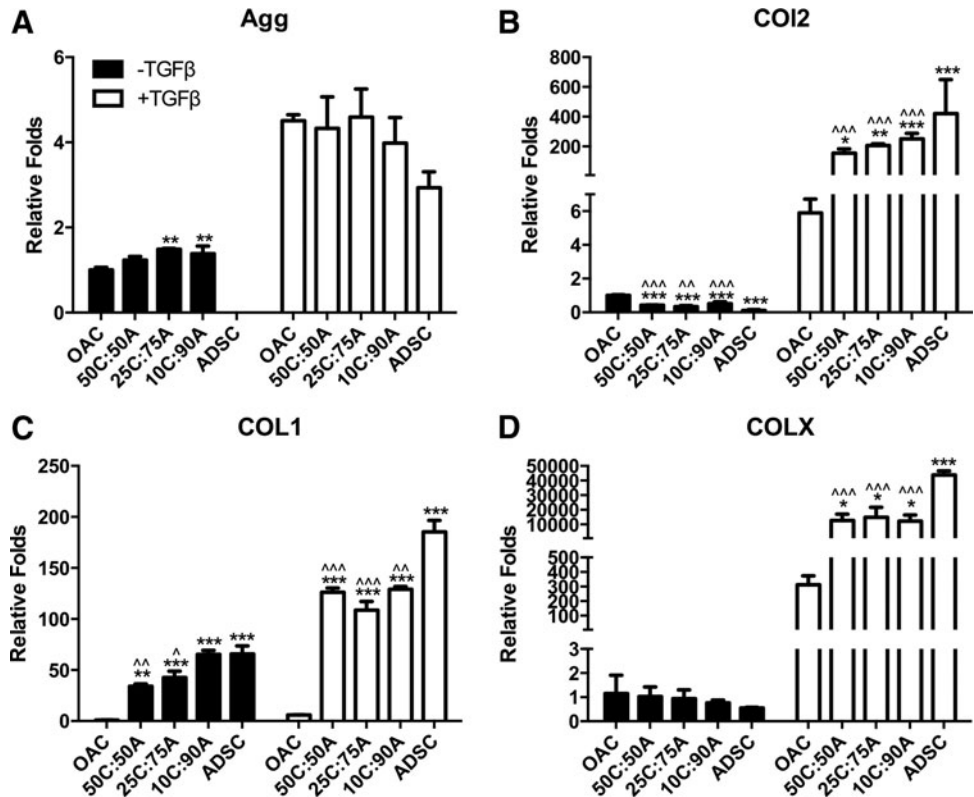 A
Agg
Relative Folds
6
4
2
0
-TGFβ
+TGFβ
** **
OAC 50C:50A 25C:75A 10C:90A ADSC OAC 50C:50A 25C:75A 10C:90A ADSC
B
COl2
Relative Folds
800
600
400
200
6
4
2
0
^^^ ^^ ^^^
*** *** *** ***
^^^ ^^^ ^^^
* ** *** ***
OAC 50C:50A 25C:75A 10C:90A ADSC OAC 50C:50A 25C:75A 10C:90A ADSC
C
COL1
Relative Folds
250
200
150
100
50
0
^^ ^
** *** *** ***
^^^ ^^^ ^^
*** *** *** ***
OAC 50C:50A 25C:75A 10C:90A ADSC OAC 50C:50A 25C:75A 10C:90A ADSC
D
COLX
Relative Folds
50000
40000
30000
20000
10000
500
400
300
200
100
3
2
1
0
^^^ ^^^ ^^^
* * * ***
OAC 50C:50A 25C:75A 10C:90A ADSC OAC 50C:50A 25C:75A 10C:90A ADSC